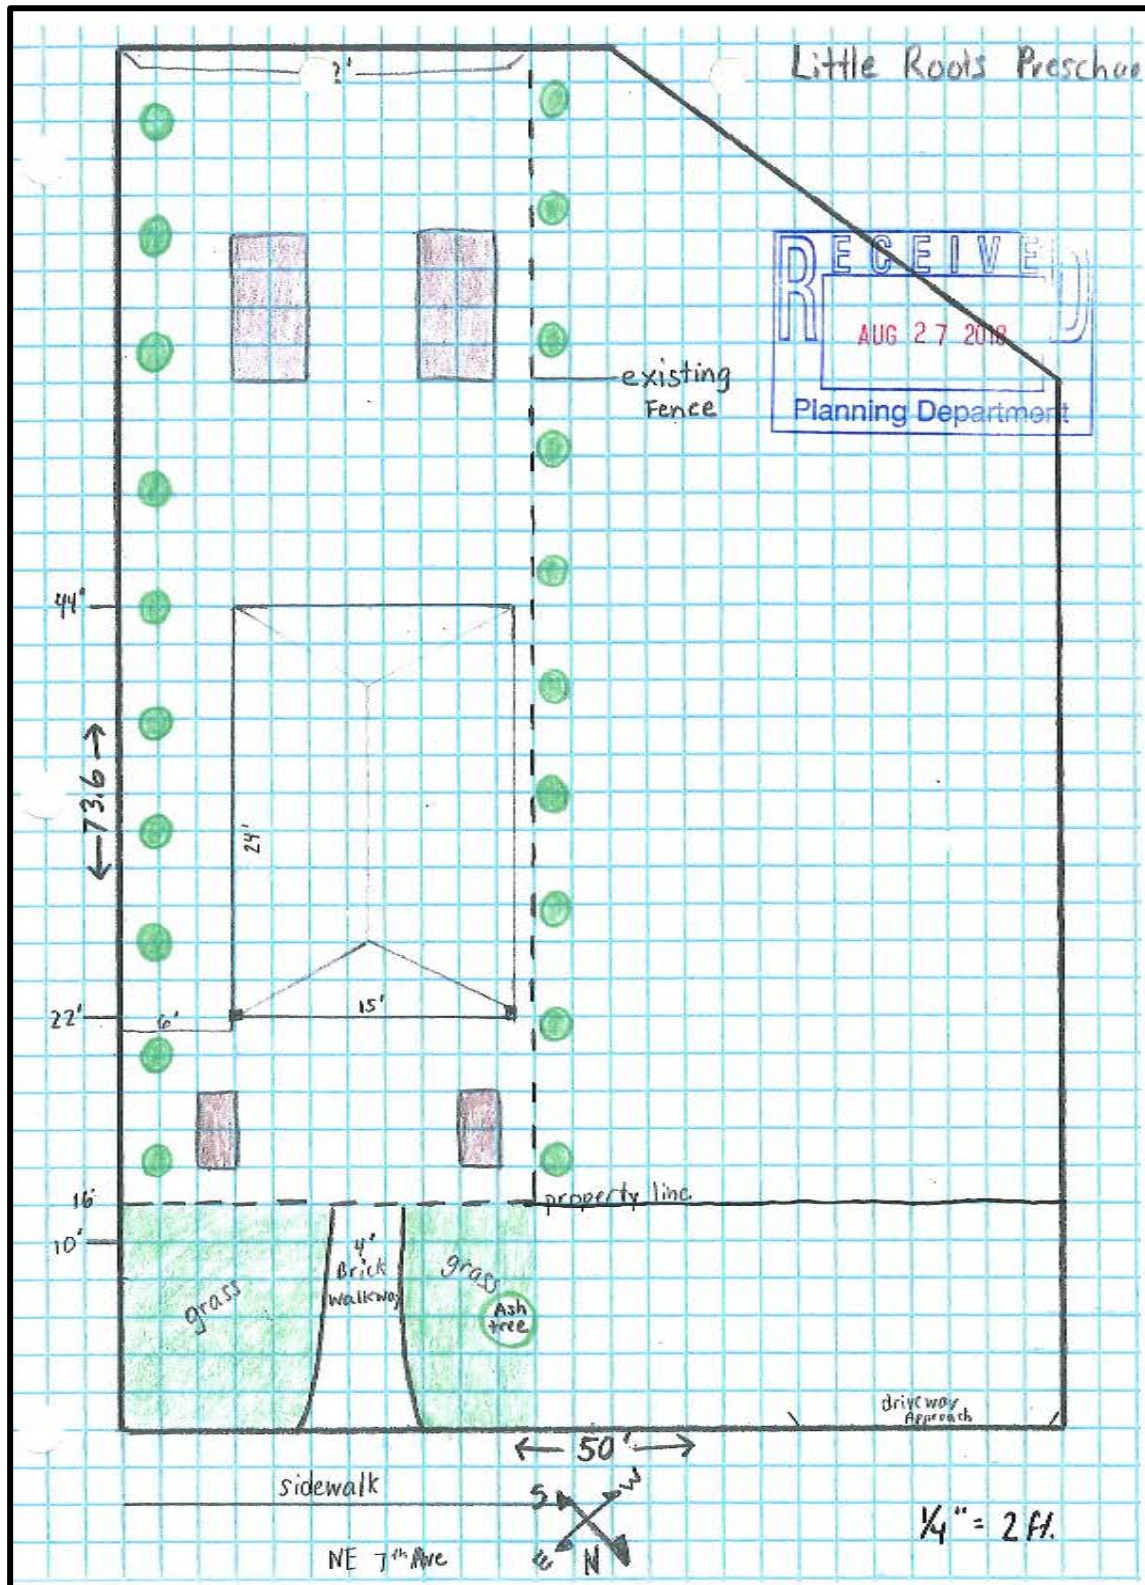 Little Roots Preschoo
?'
RECEIVED
AUG 27 2018
Planning Department
existing
Fence
44'
73.6
24'
22'
6'
15'
16'
property line
10'
4'
Brick
walkway
grass
grass
Ash
tree
driveway
Approach
50'
sidewalk
S
W
E
N
1/4" = 2 ft.
NE 7th Ave